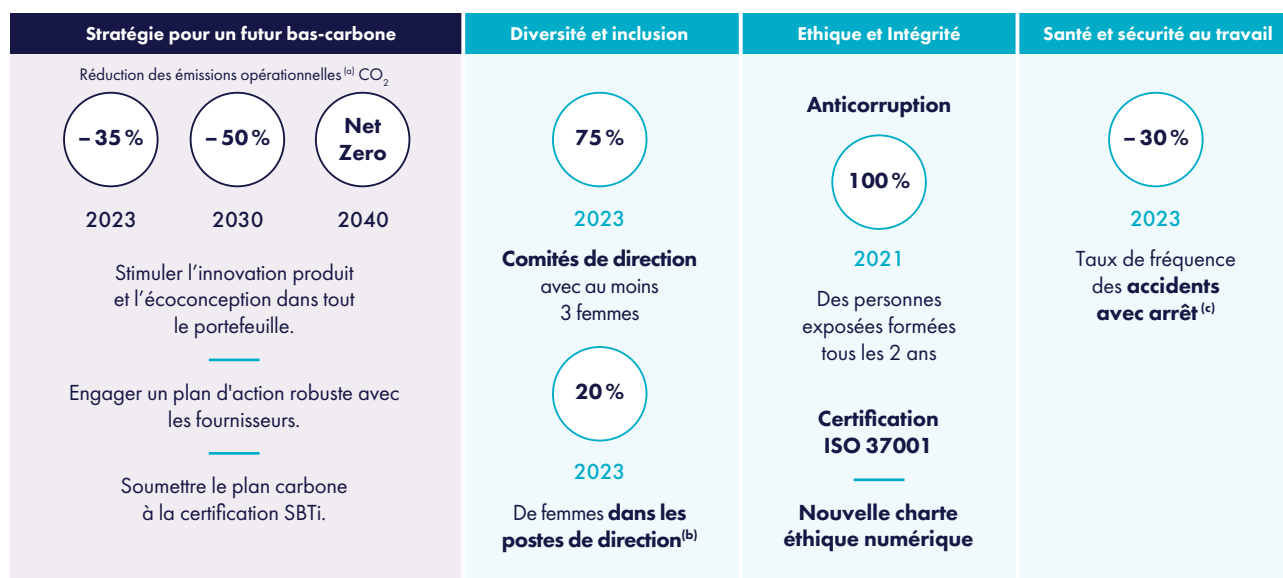 Stratégie pour un futur bas-carbone
Réduction des émissions opérationnelles (a) CO2
– 35 %
– 50 %
Net
Zero
2023
2030
2040
Stimuler l’innovation produit
et l’écoconception dans tout
le portefeuille.
Engager un plan d'action robuste avec
les fournisseurs.
Soumettre le plan carbone
à la certification SBTi.
Diversité et inclusion
75 %
2023
Comités de direction
avec au moins
3 femmes
20 %
2023
De femmes dans les
postes de direction(b)
Ethique et Intégrité
Anticorruption
100 %
2021
Des personnes
exposées formées
tous les 2 ans
Certification
ISO 37001
Nouvelle charte
éthique numérique
Santé et sécurité au travail
– 30 %
2023
Taux de fréquence
des accidents
avec arrêt (c)